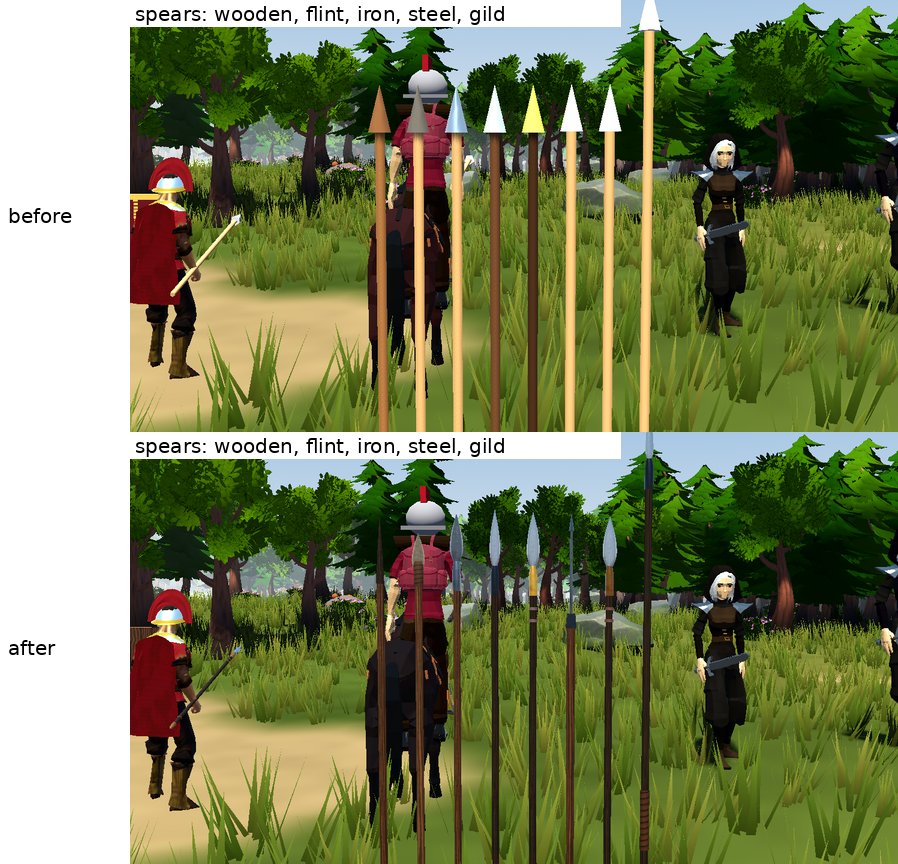 spears: wooden, flint, iron, steel, gild
before
spears: wooden, flint, iron, steel, gild
after